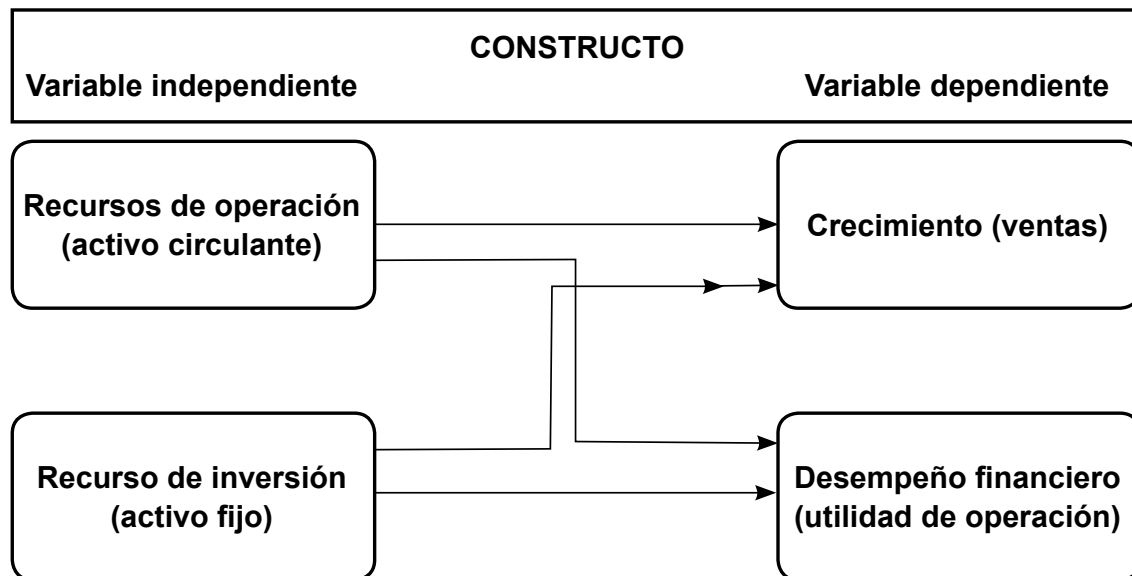 CONSTRUCTO
Variable independiente
Variable dependiente
Recursos de operación
(activo circulante)
Crecimiento (ventas)
Recurso de inversión
(activo fijo)
Desempeño financiero
(utilidad de operación)